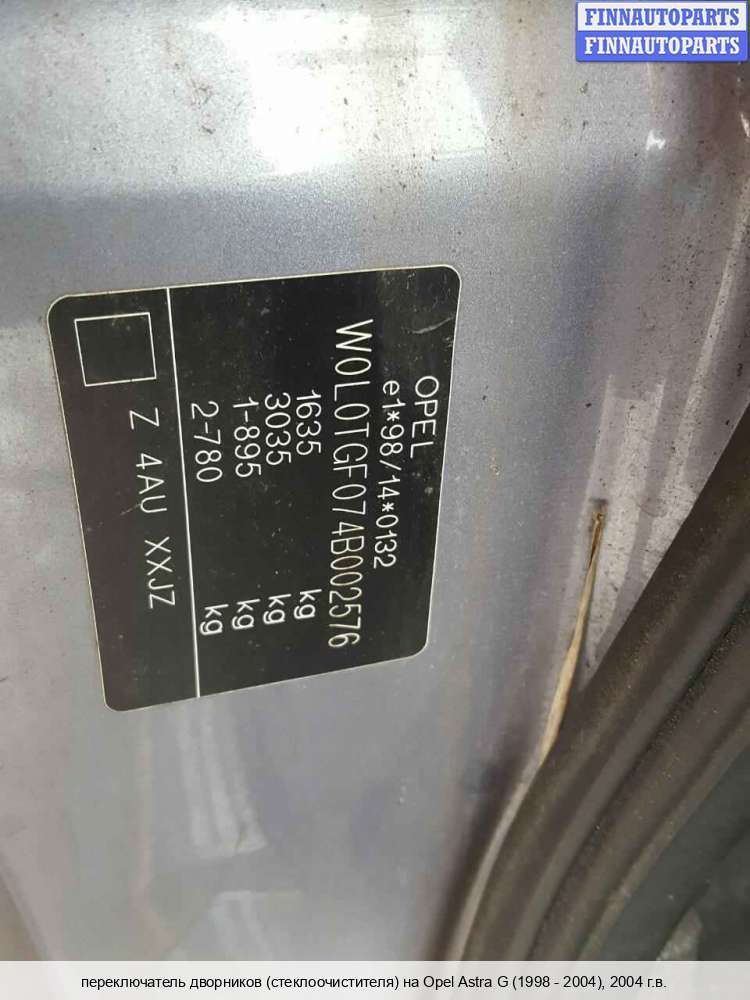 FINNAUTOPARTS
FINNAUTOPARTS
OPEL
e1*98/14*0132
W0L0TGF074B002576
1635 kg
3035 kg
1-895 kg
2-780 kg
Z 4AU XXJZ
переключатель дворников (стеклоочистителя) на Opel Astra G (1998 - 2004), 2004 г.в.